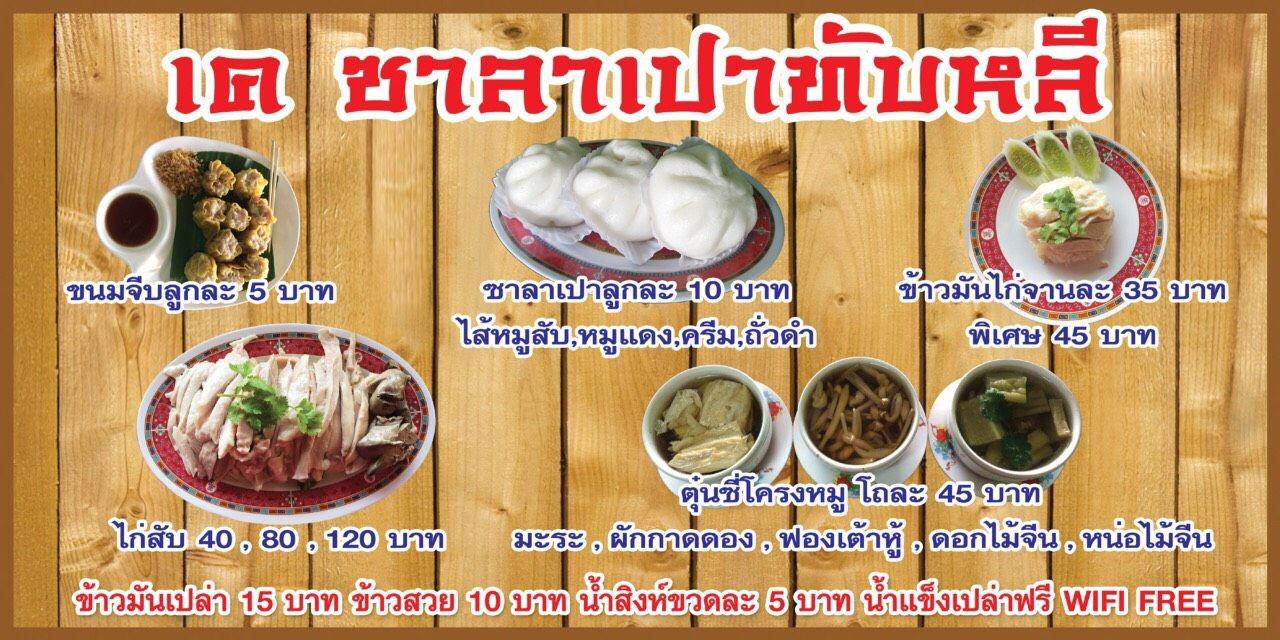 เค ซาลาเปาทับหลี
ขนมจีบลูกละ 5 บาท
ซาลาเปาลูกละ 10 บาท
ไส้หมูสับ,หมูแดง,ครีม,ถั่วดำ
ข้าวมันไก่จานละ 35 บาท
พิเศษ 45 บาท
ไก่สับ 40 , 80 , 120 บาท
ตุ๋นซี่โครงหมู โถละ 45 บาท
มะระ , ผักกาดดอง , ฟองเต้าหู้ , ดอกไม้จีน , หน่อไม้จีน
ข้าวมันเปล่า 15 บาท ข้าวสวย 10 บาท น้ำสิงห์ขวดละ 5 บาท น้ำแข็งเปล่าฟรี WIFI FREE